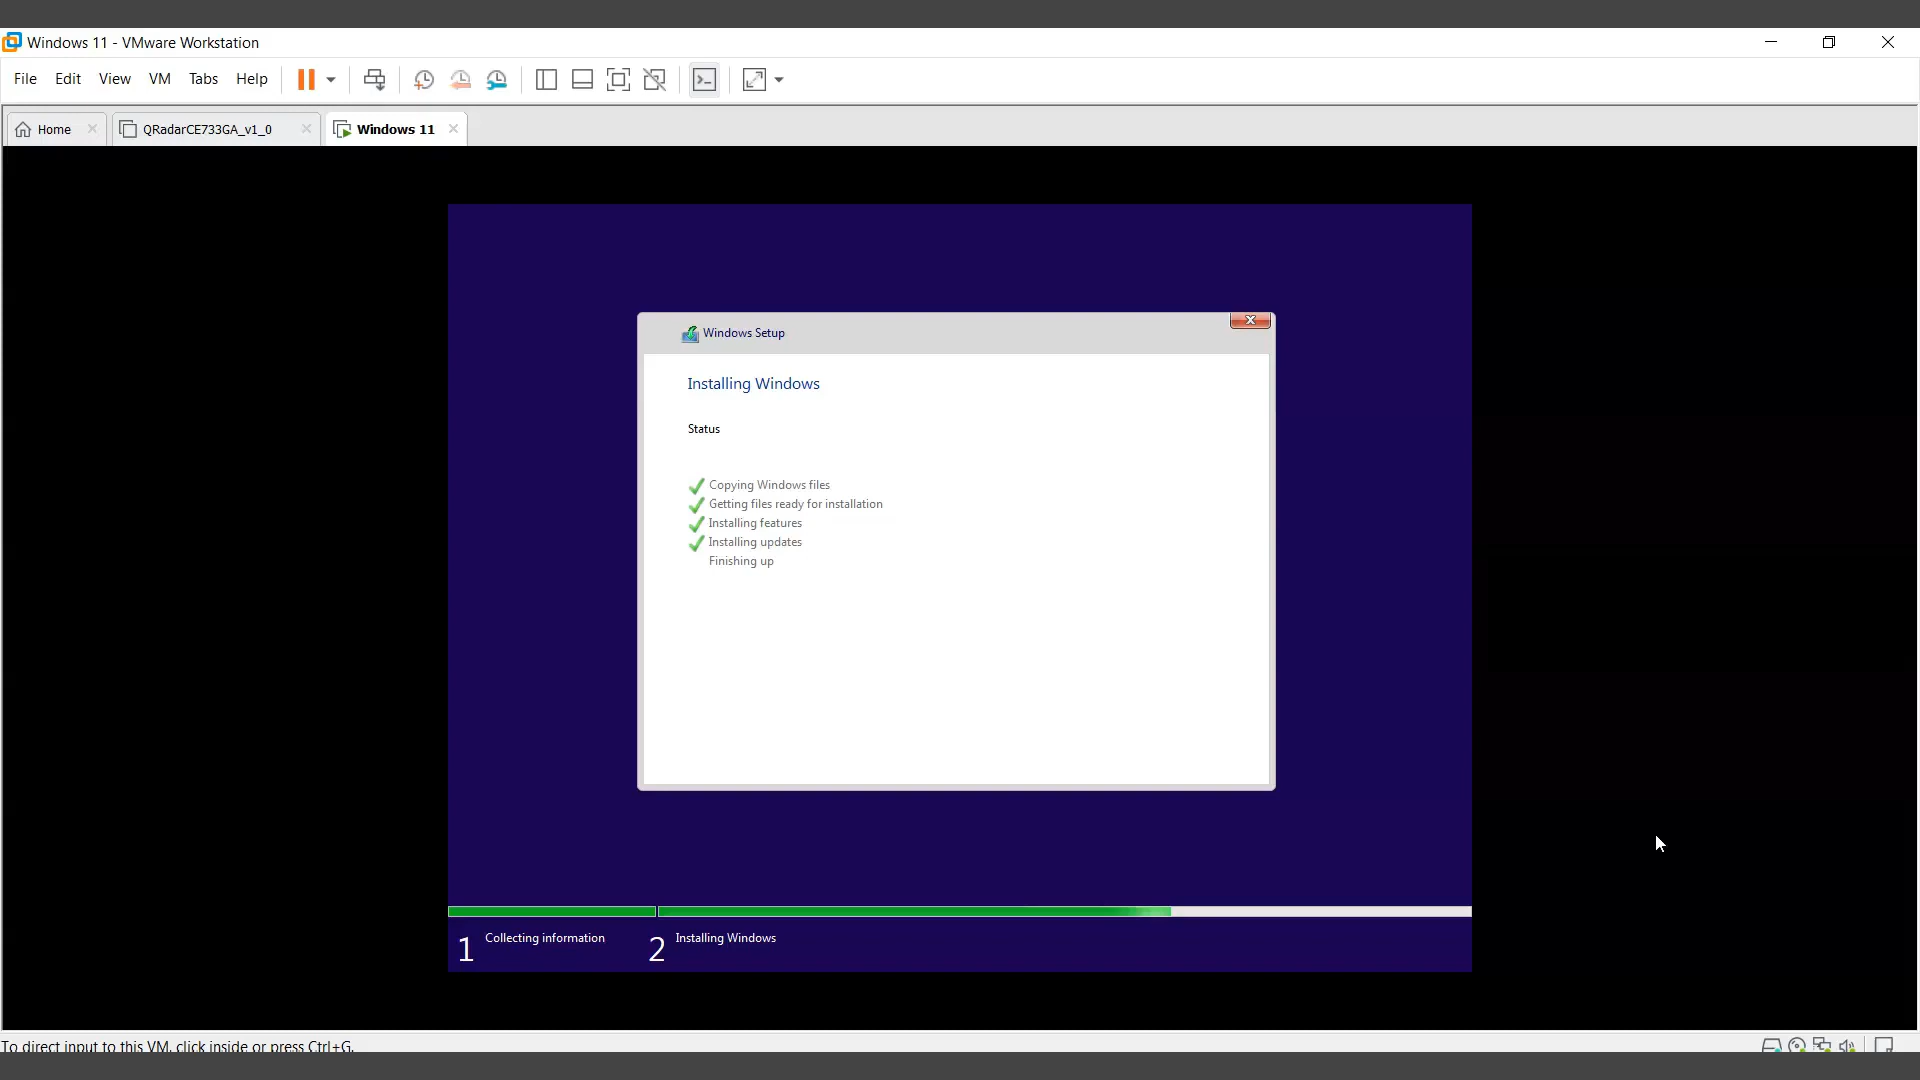 Windows 11 - VMware Workstation
File Edit View VM Tabs Help
Home QRadarCE733GA_v1_0 Windows 11
Windows Setup
Installing Windows
Status
Copying Windows files
Getting files ready for installation
Installing features
Installing updates
Finishing up
1 Collecting information 2 Installing Windows
To direct input to this VM, click inside or press Ctrl+G.